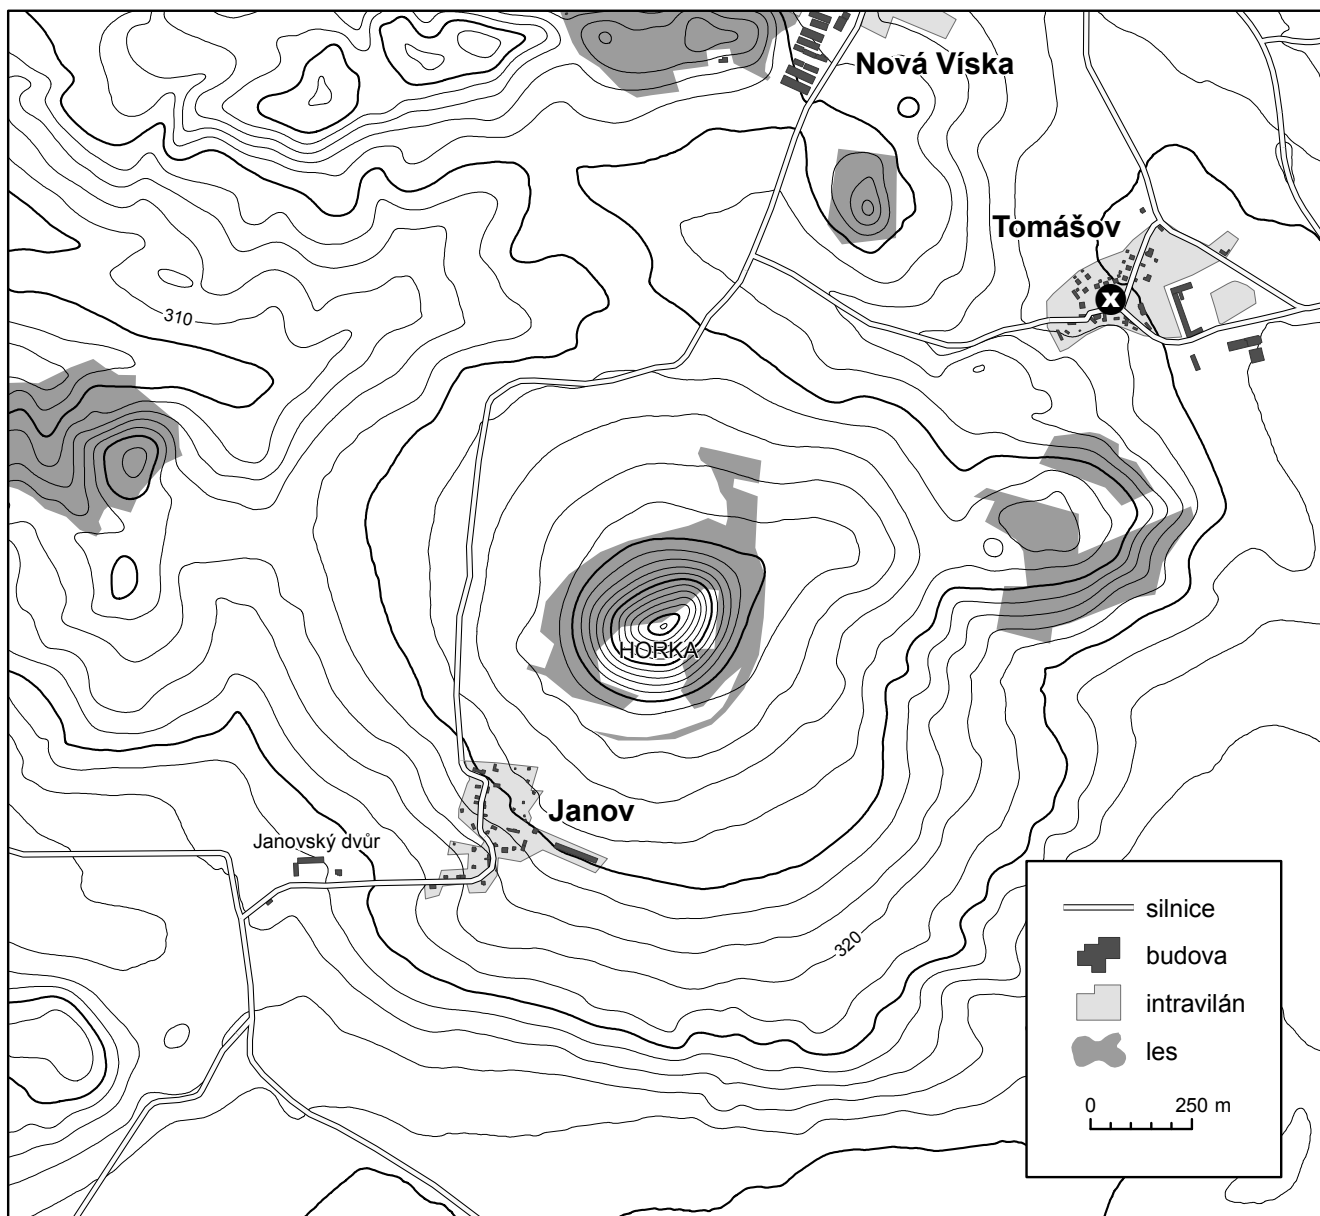 Nová Víska
Tomášov
x
310
HORKA
Janov
Janovský dvůr
320
silnice
budova
intravilán
les
0 250 m